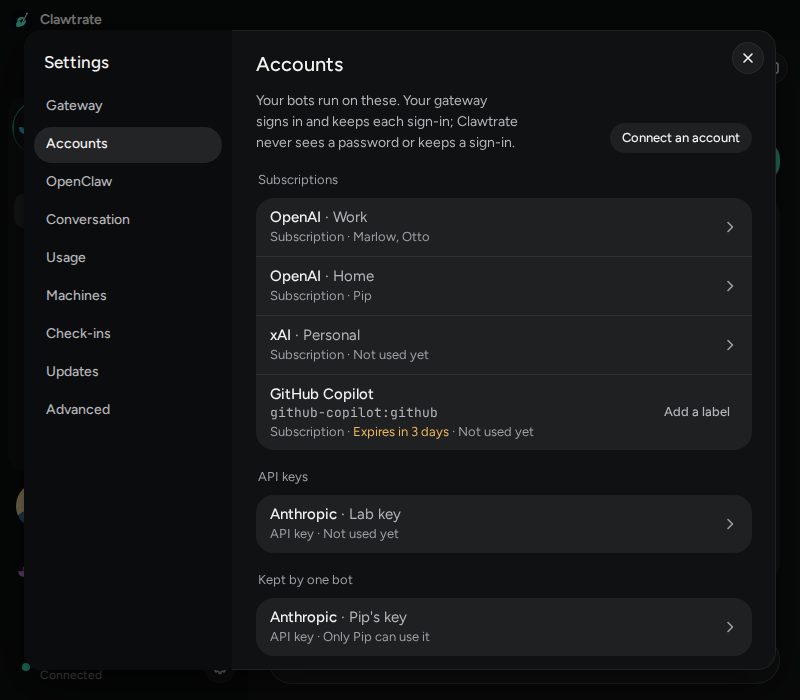 Clawtrate
Settings
Gateway
Accounts
OpenClaw
Conversation
Usage
Machines
Check-ins
Updates
Advanced
Connected
Accounts
Your bots run on these. Your gateway
signs in and keeps each sign-in; Clawtrate
never sees a password or keeps a sign-in.
Connect an account
Subscriptions
OpenAI · Work
Subscription · Marlow, Otto
OpenAI · Home
Subscription · Pip
xAI · Personal
Subscription · Not used yet
GitHub Copilot
github-copilot:github
Subscription · Expires in 3 days · Not used yet
Add a label
API keys
Anthropic · Lab key
API key · Not used yet
Kept by one bot
Anthropic · Pip's key
API key · Only Pip can use it